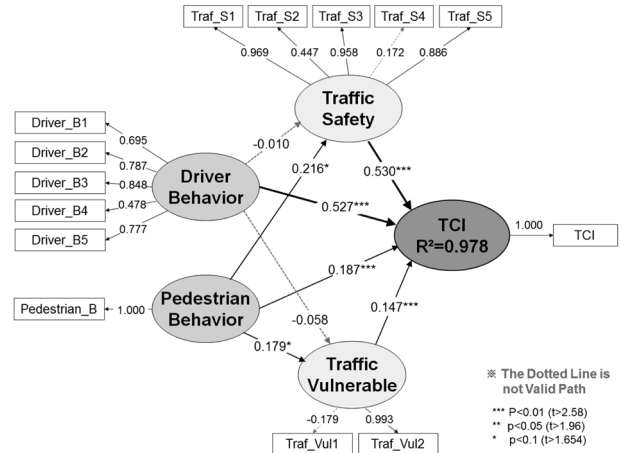 Traf_S1 Traf_S2 Traf_S3 Traf_S4 Traf_S5
0.969 0.447 0.958 0.172 0.886
Traffic
Safety
Driver_B1
Driver_B2
Driver_B3
Driver_B4
Driver_B5
0.695
0.787
0.848
0.478
0.777
Driver
Behavior
-0.010
0.216*
0.530***
0.527***
TCI
R²=0.978
1.000
TCI
0.187***
0.147***
Pedestrian_B
1.000
Pedestrian
Behavior
-0.058
0.179*
Traffic
Vulnerable
-0.179 0.993
Traf_Vul1 Traf_Vul2
※ The Dotted Line is
not Valid Path
*** P<0.01 (t>2.58)
** p<0.05 (t>1.96)
* p<0.1 (t>1.654)